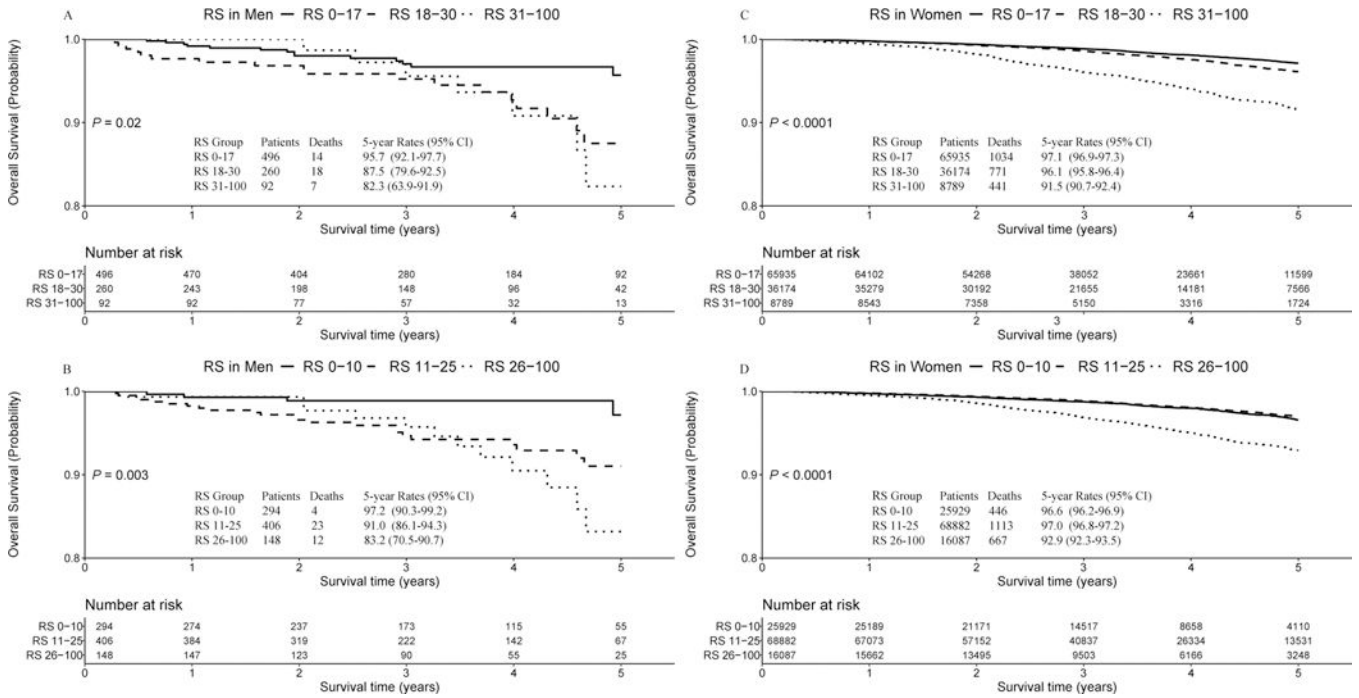 A
RS in Men — RS 0−17 − RS 18−30 ·· RS 31−100
Overall Survival (Probability)
1.0
0.9
0.8
P = 0.02
RS Group Patients Deaths 5-year Rates (95% CI)
RS 0-17 496 14 95.7 (92.1-97.7)
RS 18-30 260 18 87.5 (79.6-92.5)
RS 31-100 92 7 82.3 (63.9-91.9)
0 1 2 3 4 5
Survival time (years)
Number at risk
RS 0−17 496 470 404 280 184 92
RS 18−30 260 243 198 148 96 42
RS 31−100 92 92 77 57 32 13
0 1 2 3 4 5
Survival time (years)
C
RS in Women — RS 0−17 − RS 18−30 ·· RS 31−100
Overall Survival (Probability)
1.0
0.9
0.8
P < 0.0001
RS Group Patients Deaths 5-year Rates (95% CI)
RS 0-17 65935 1034 97.1 (96.9-97.3)
RS 18-30 36174 771 96.1 (95.8-96.4)
RS 31-100 8789 441 91.5 (90.7-92.4)
0 1 2 3 4 5
Survival time (years)
Number at risk
RS 0−17 65935 64102 54268 38052 23661 11599
RS 18−30 36174 35279 30192 21655 14181 7566
RS 31−100 8789 8543 7358 5150 3316 1724
0 1 2 3 4 5
Survival time (years)
B
RS in Men — RS 0−10 − RS 11−25 ·· RS 26−100
Overall Survival (Probability)
1.0
0.9
0.8
P = 0.003
RS Group Patients Deaths 5-year Rates (95% CI)
RS 0-10 294 4 97.2 (90.3-99.2)
RS 11-25 406 23 91.0 (86.1-94.3)
RS 26-100 148 12 83.2 (70.5-90.7)
0 1 2 3 4 5
Survival time (years)
Number at risk
RS 0−10 294 274 237 173 115 55
RS 11−25 406 384 319 222 142 67
RS 26−100 148 147 123 90 55 25
0 1 2 3 4 5
Survival time (years)
D
RS in Women — RS 0−10 − RS 11−25 ·· RS 26−100
Overall Survival (Probability)
1.0
0.9
0.8
P < 0.0001
RS Group Patients Deaths 5-year Rates (95% CI)
RS 0-10 25929 446 96.6 (96.2-96.9)
RS 11-25 68882 1113 97.0 (96.8-97.2)
RS 26-100 16087 667 92.9 (92.3-93.5)
0 1 2 3 4 5
Survival time (years)
Number at risk
RS 0−10 25929 25189 21171 14517 8658 4110
RS 11−25 68882 67073 57152 40837 26334 13531
RS 26−100 16087 15662 13495 9503 6166 3248
0 1 2 3 4 5
Survival time (years)